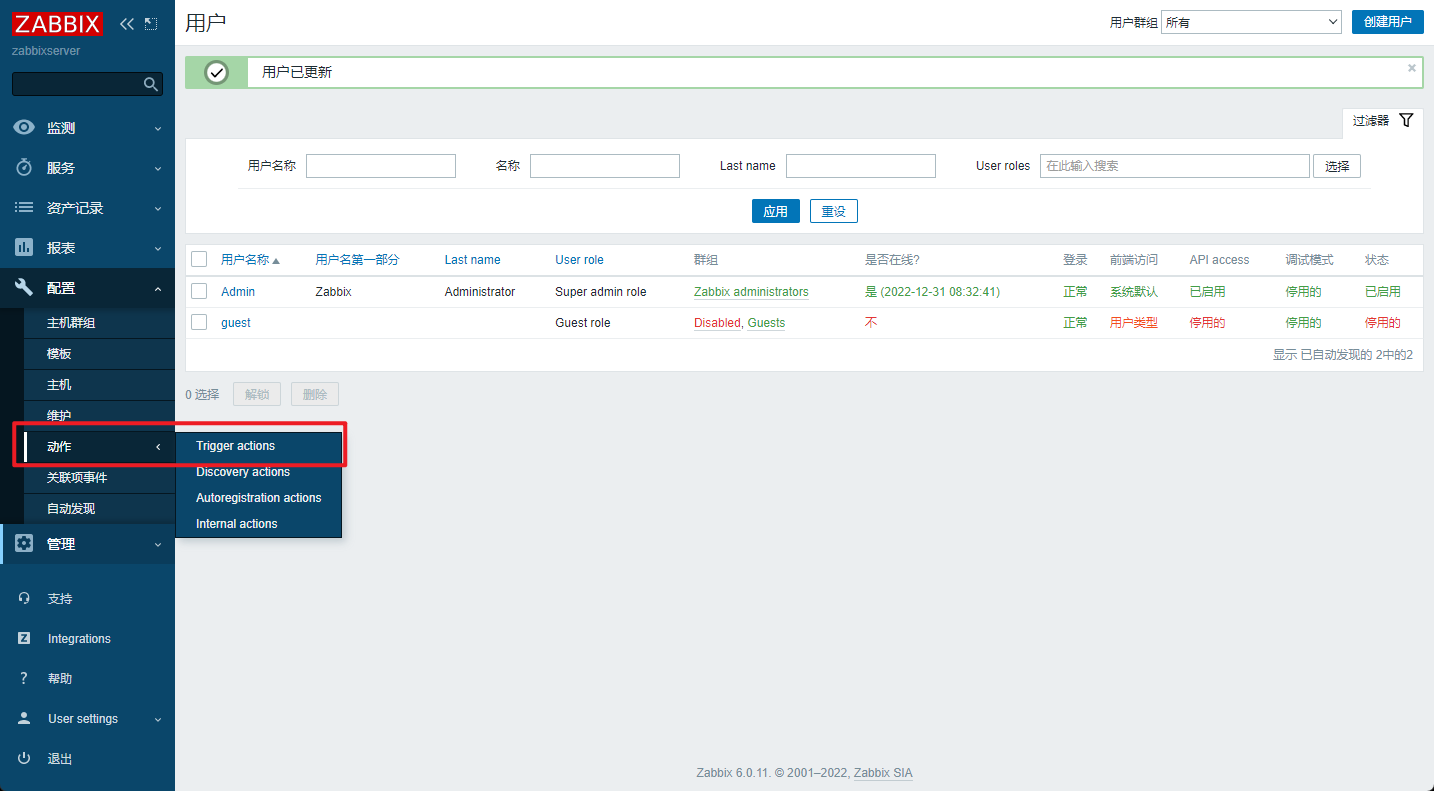 ZABBIX
zabbixserver
监测
服务
资产记录
报表
配置
主机群组
模板
主机
维护
动作
关联项事件
自动发现
管理
支持
Integrations
帮助
User settings
退出
Trigger actions
Discovery actions
Autoregistration actions
Internal actions
用户
用户群组 所有 创建用户
用户已更新
过滤器
用户名称 名称 Last name User roles 在此输入搜索 选择
应用 重设
用户名称 用户名第一部分 Last name User role 群组 是否在线? 登录 前端访问 API access 调试模式 状态
Admin Zabbix Administrator Super admin role Zabbix administrators 是 (2022-12-31 08:32:41) 正常 系统默认 已启用 停用的 已启用
guest Guest role Disabled, Guests 不 正常 用户类型 停用的 停用的 停用的
显示 已自动发现的 2中的2
0 选择 解锁 删除
Zabbix 6.0.11. © 2001–2022, Zabbix SIA